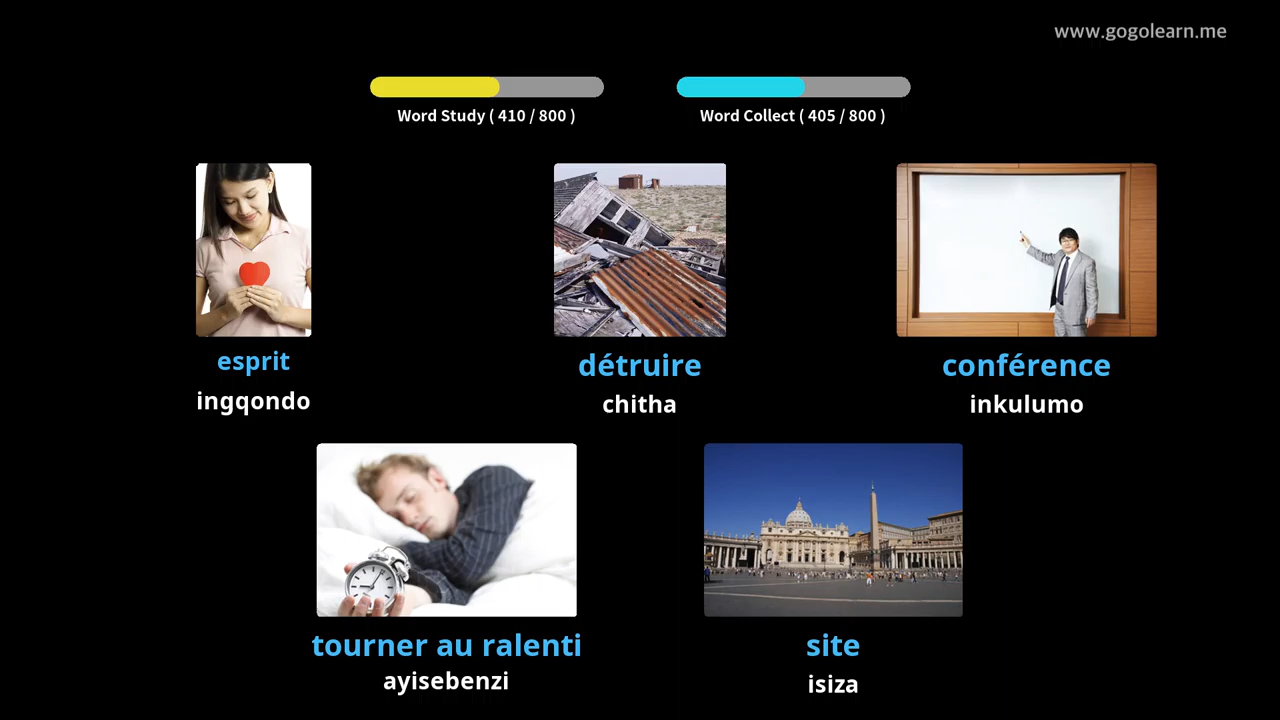 www.gogolearn.me
Word Study ( 410 / 800 )
Word Collect ( 405 / 800 )
esprit
ingqondo
détruire
chitha
conférence
inkulumo
tourner au ralenti
ayisebenzi
site
isiza